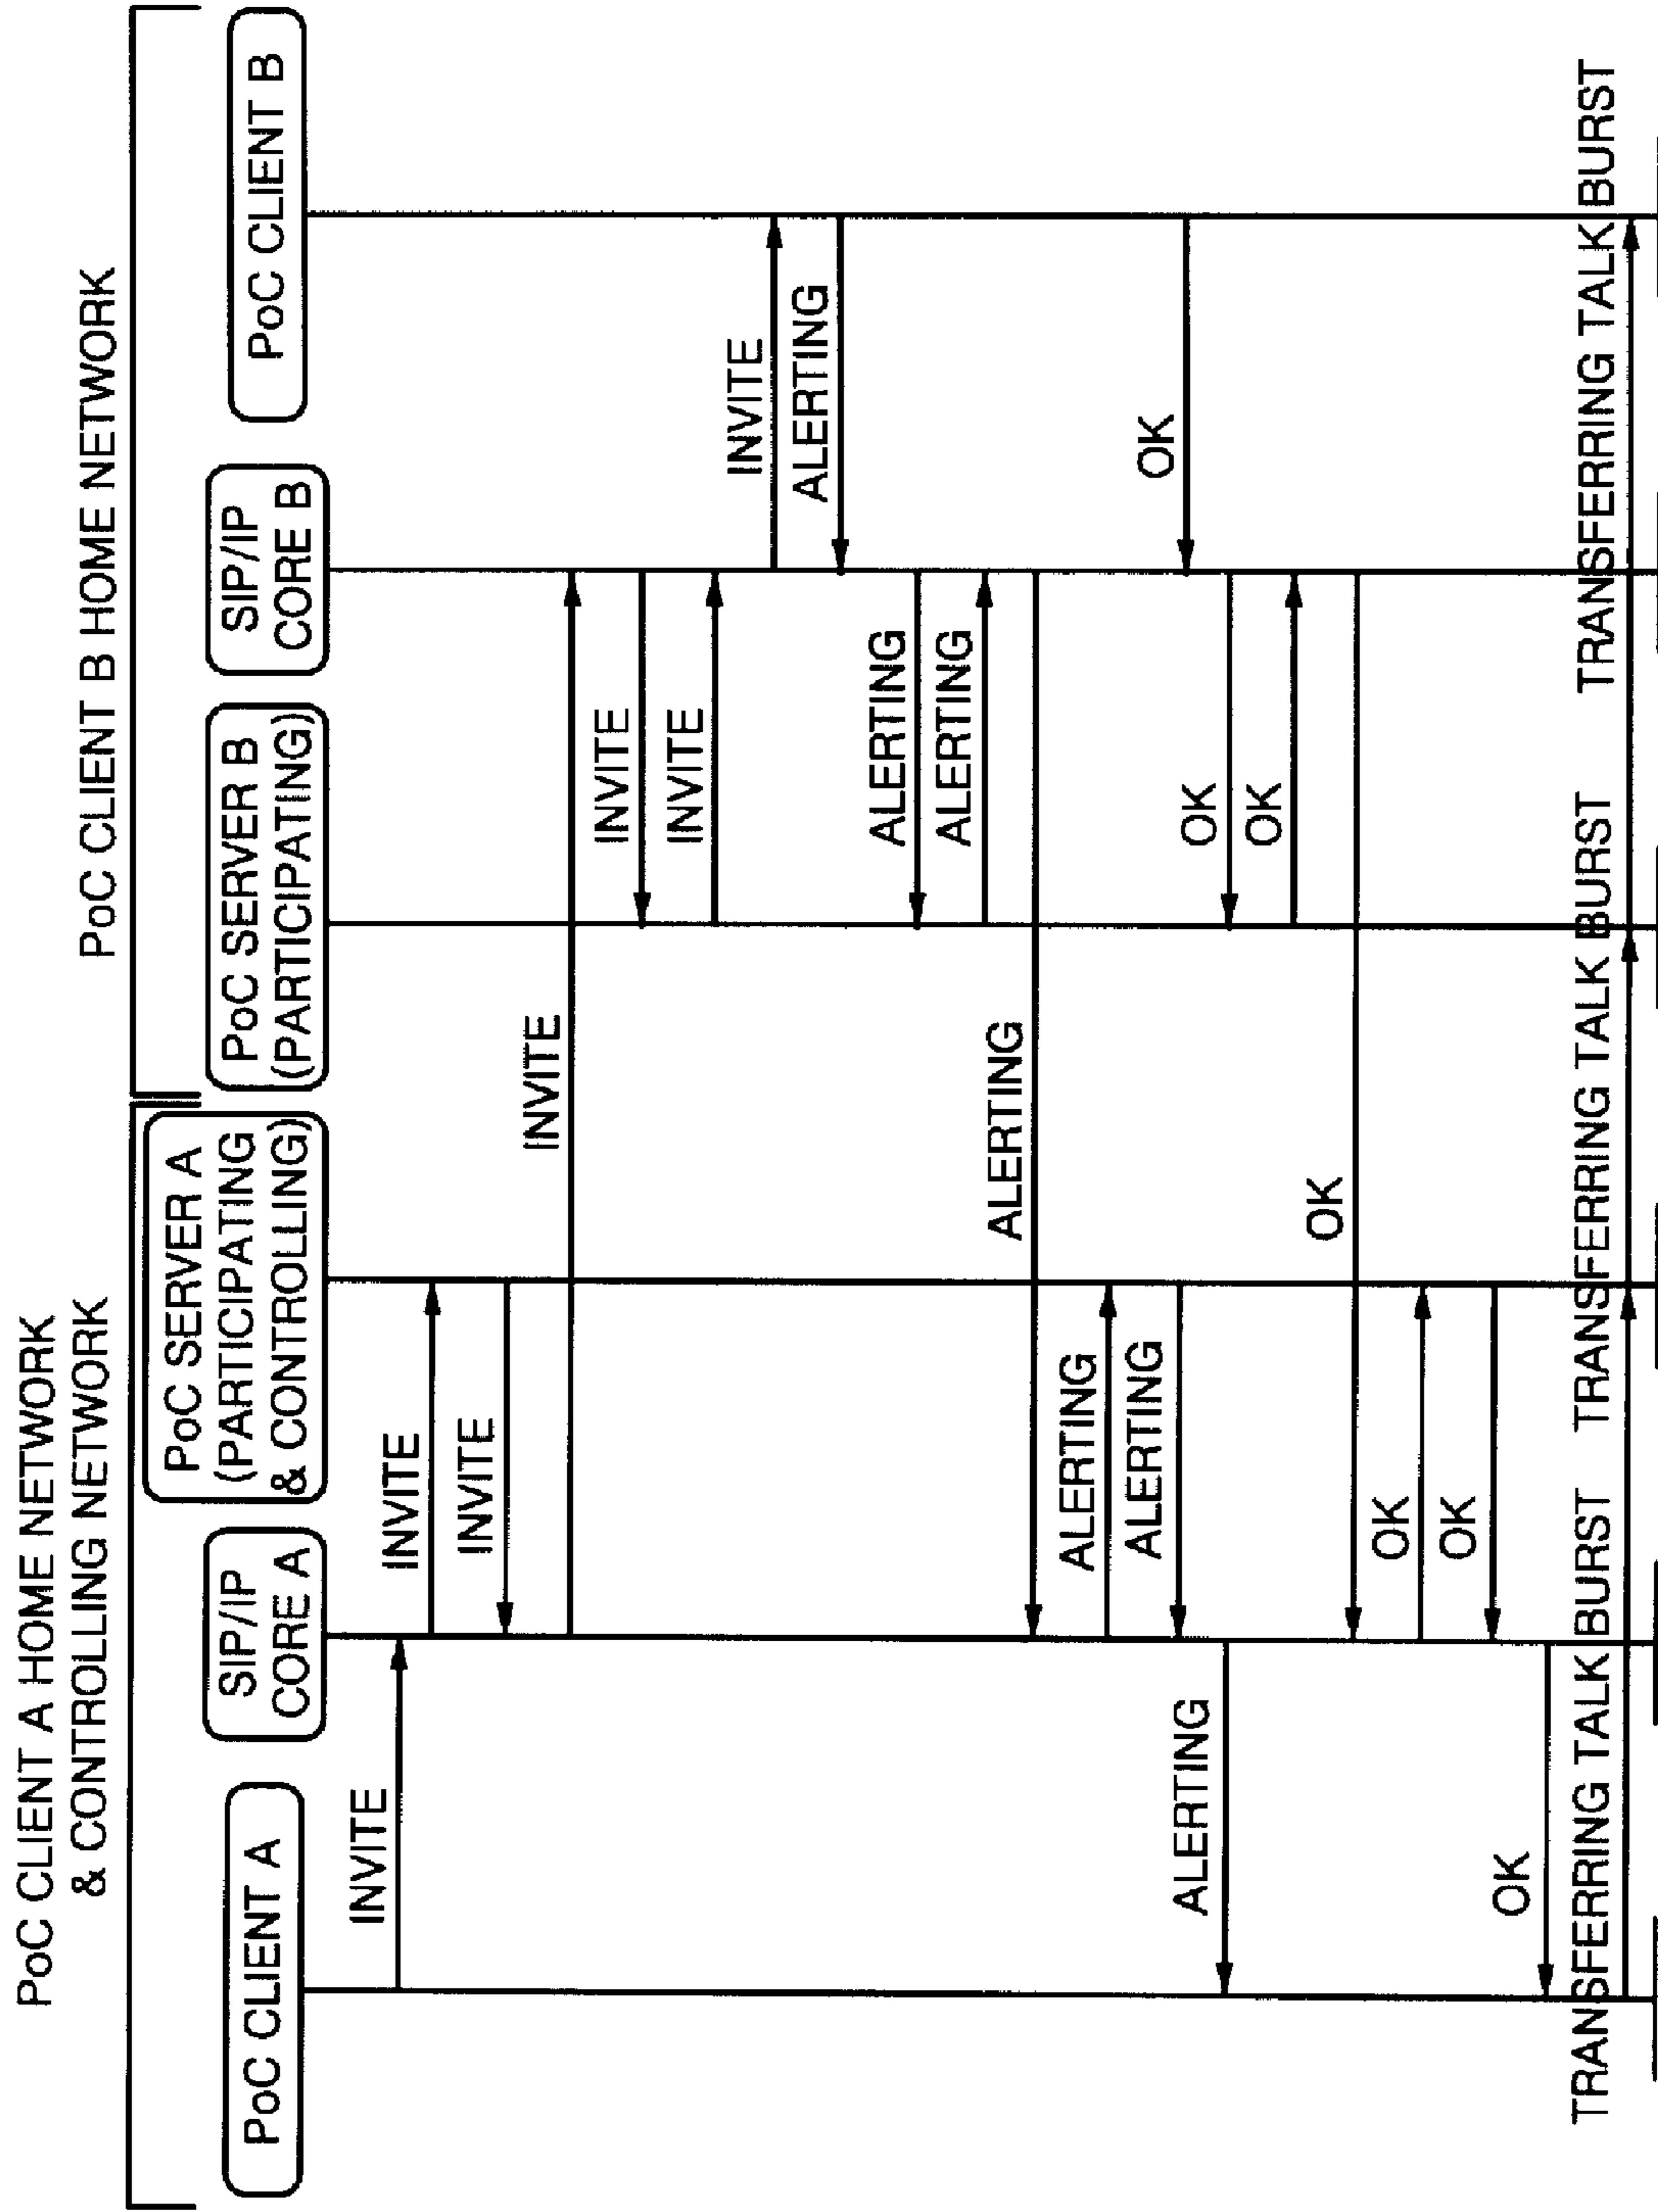 PoC CLIENT A HOME NETWORK
& CONTROLLING NETWORK
PoC CLIENT B HOME NETWORK
PoC CLIENT A
SIP/IP
CORE A
PoC SERVER A
(PARTICIPATING
& CONTROLLING)
PoC SERVER B
(PARTICIPATING)
SIP/IP
CORE B
PoC CLIENT B
INVITE
INVITE
INVITE
INVITE
INVITE
INVITE
INVITE
ALERTING
ALERTING
ALERTING
ALERTING
ALERTING
ALERTING
ALERTING
OK
OK
OK
OK
OK
OK
OK
TRANSFERRING TALK BURST
TRANSFERRING TALK BURST
TRANSFERRING TALK BURST